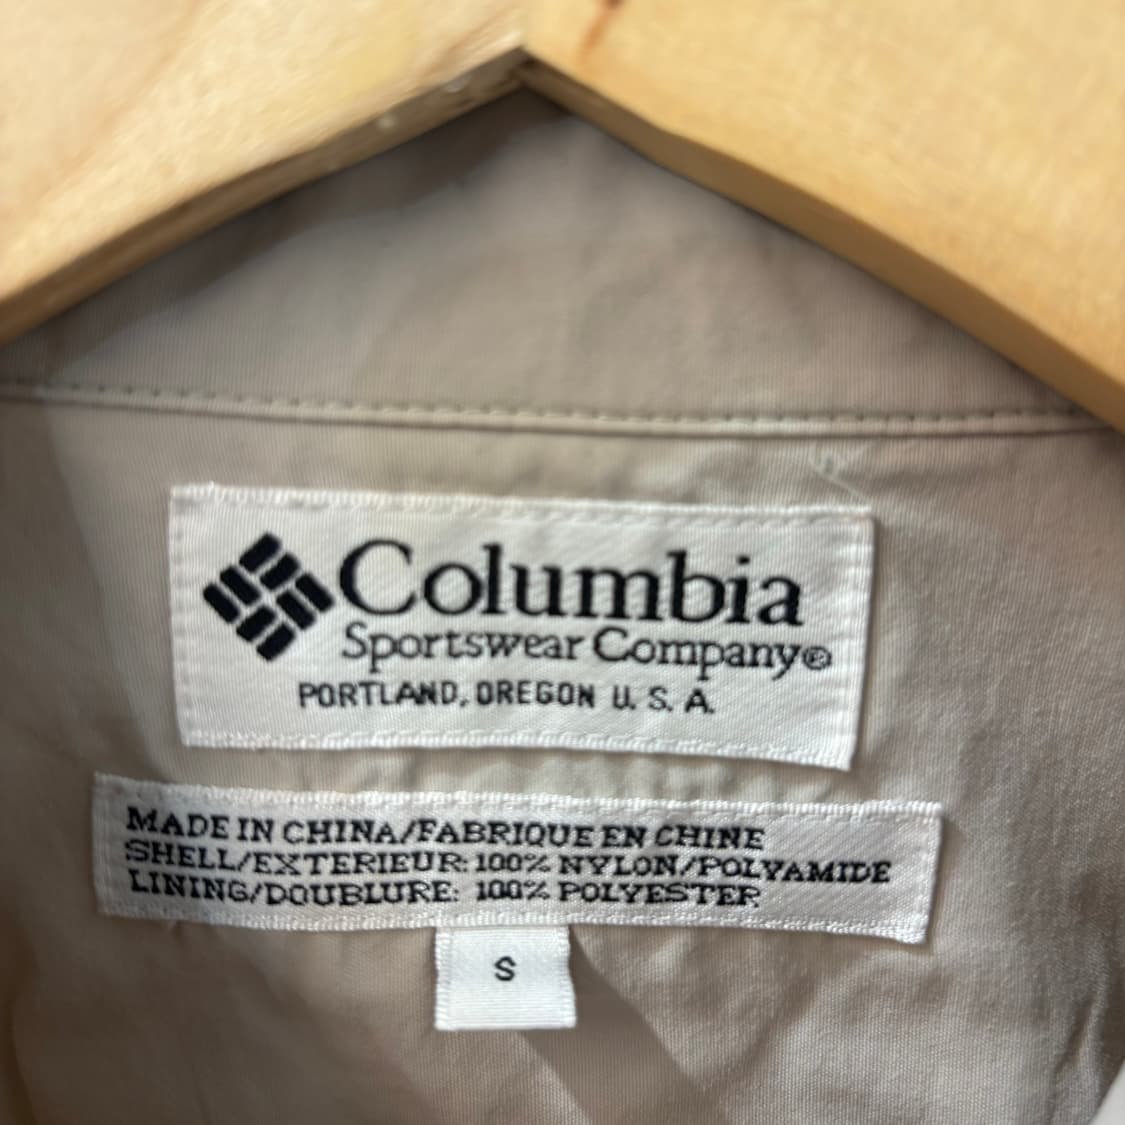 Columbia
Sportswear Company®
PORTLAND, OREGON U. S. A.
MADE IN CHINA/FABRIQUE EN CHINE
SHELL/EXTERIEUR: 100% NYLON/POLYAMIDE
LINING/DOUBLURE: 100% POLYESTER
S